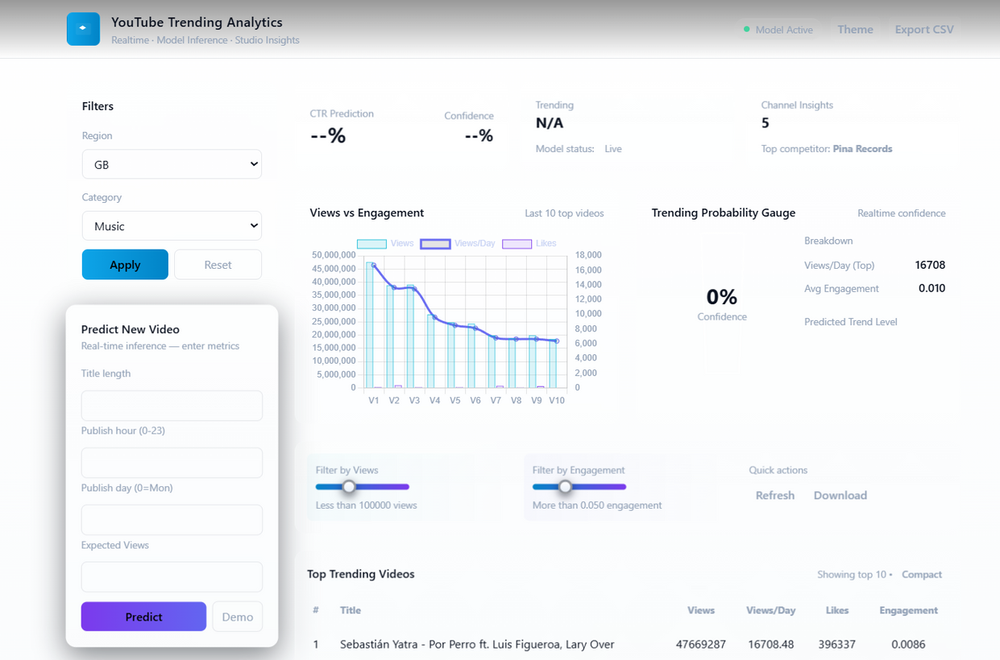 YouTube Trending Analytics
Realtime · Model Inference · Studio Insights
Model Active
Theme
Export CSV
Filters
Region
GB
Category
Music
Apply
Reset
Predict New Video
Real-time inference — enter metrics
Title length
Publish hour (0-23)
Publish day (0=Mon)
Expected Views
Predict
Demo
CTR Prediction
--%
Confidence
--%
Trending
N/A
Model status: Live
Channel Insights
5
Top competitor: Pina Records
Views vs Engagement
Last 10 top videos
Views
Views/Day
Likes
50,000,000
45,000,000
40,000,000
35,000,000
30,000,000
25,000,000
20,000,000
15,000,000
10,000,000
5,000,000
0
18,000
16,000
14,000
12,000
10,000
8,000
6,000
4,000
2,000
0
V1 V2 V3 V4 V5 V6 V7 V8 V9 V10
Trending Probability Gauge
Realtime confidence
0%
Confidence
Breakdown
Views/Day (Top) 16708
Avg Engagement 0.010
Predicted Trend Level
Filter by Views
Less than 100000 views
Filter by Engagement
More than 0.050 engagement
Quick actions
Refresh Download
Top Trending Videos
Showing top 10 • Compact
# Title Views Views/Day Likes Engagement
1 Sebastián Yatra - Por Perro ft. Luis Figueroa, Lary Over 47669287 16708.48 396337 0.0086